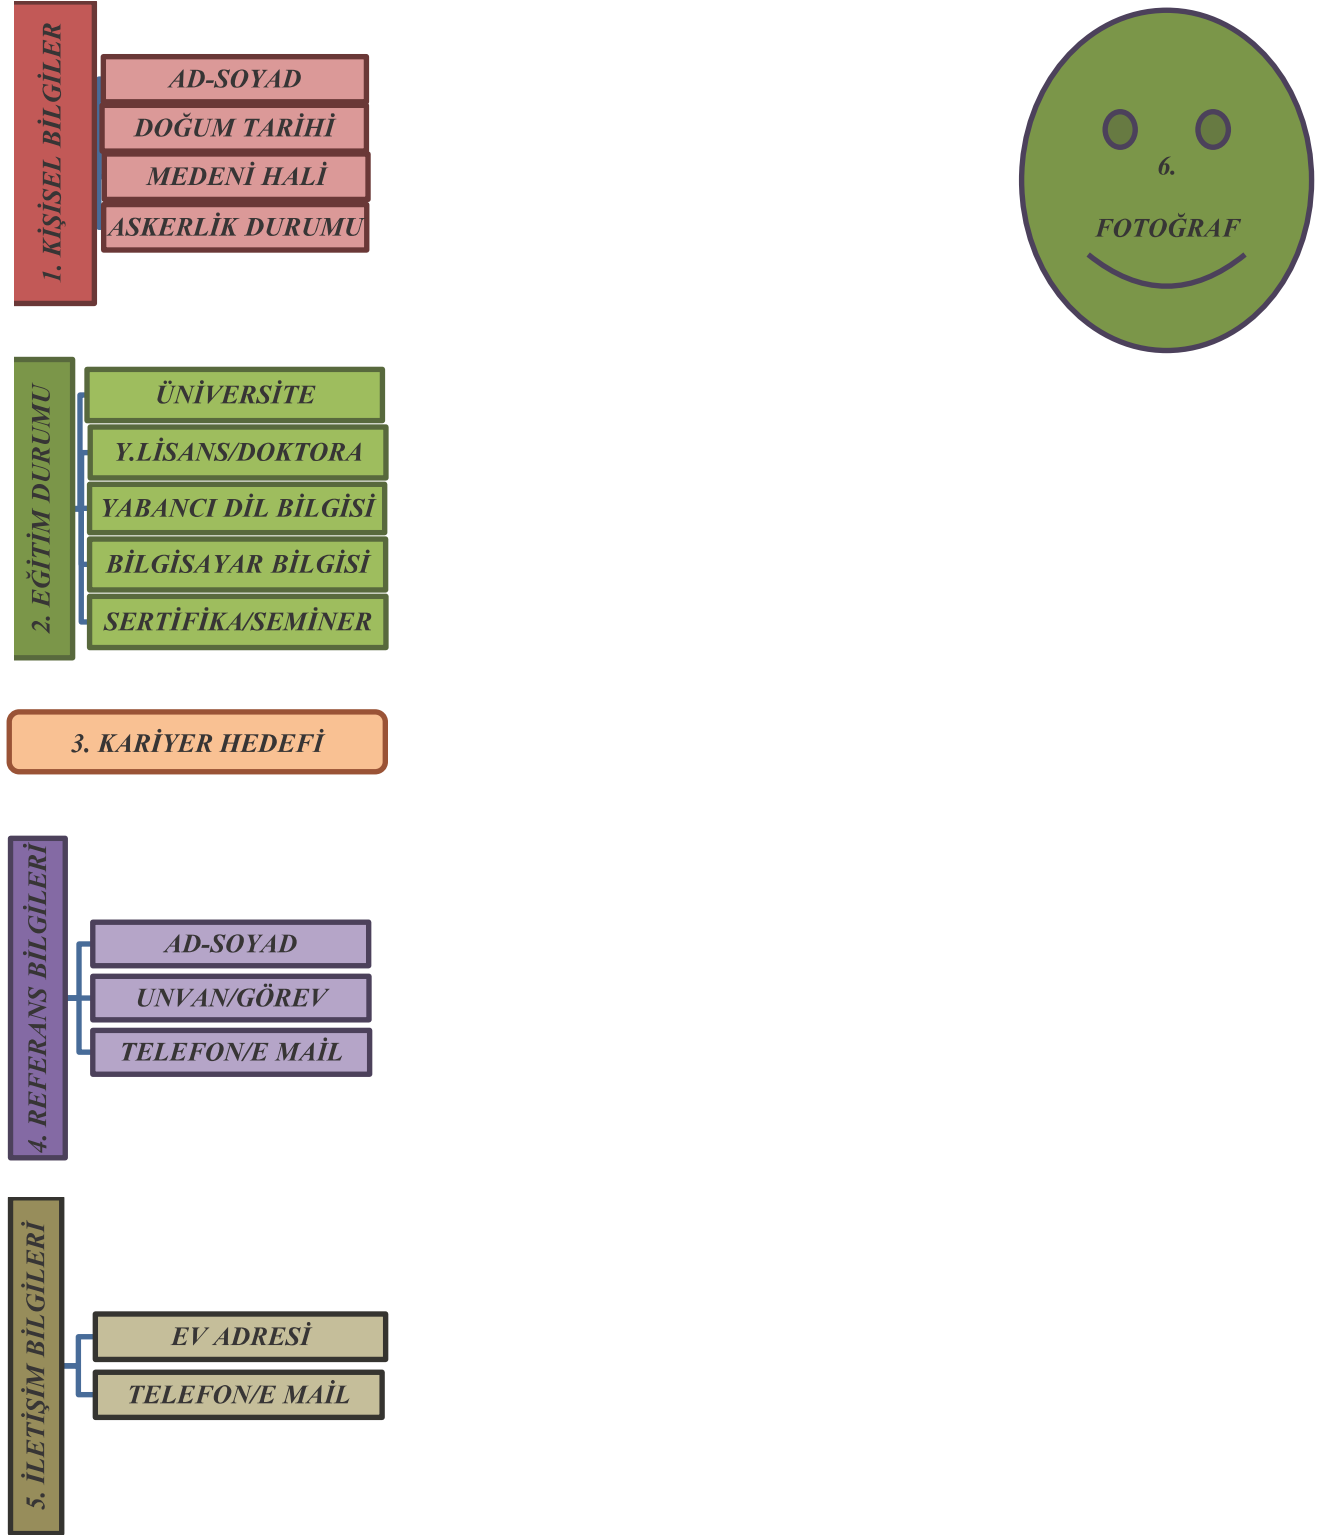 1. KİŞİSEL BİLGİLER
AD-SOYAD
DOĞUM TARİHİ
MEDENİ HALİ
ASKERLİK DURUMU
6.
FOTOĞRAF
2. EĞİTİM DURUMU
ÜNİVERSİTE
Y.LİSANS/DOKTORA
YABANCI DİL BİLGİSİ
BİLGİSAYAR BİLGİSİ
SERTİFİKA/SEMİNER
3. KARİYER HEDEFİ
4. REFERANS BİLGİLERİ
AD-SOYAD
UNVAN/GÖREV
TELEFON/E MAİL
5. İLETİŞİM BİLGİLERİ
EV ADRESİ
TELEFON/E MAİL